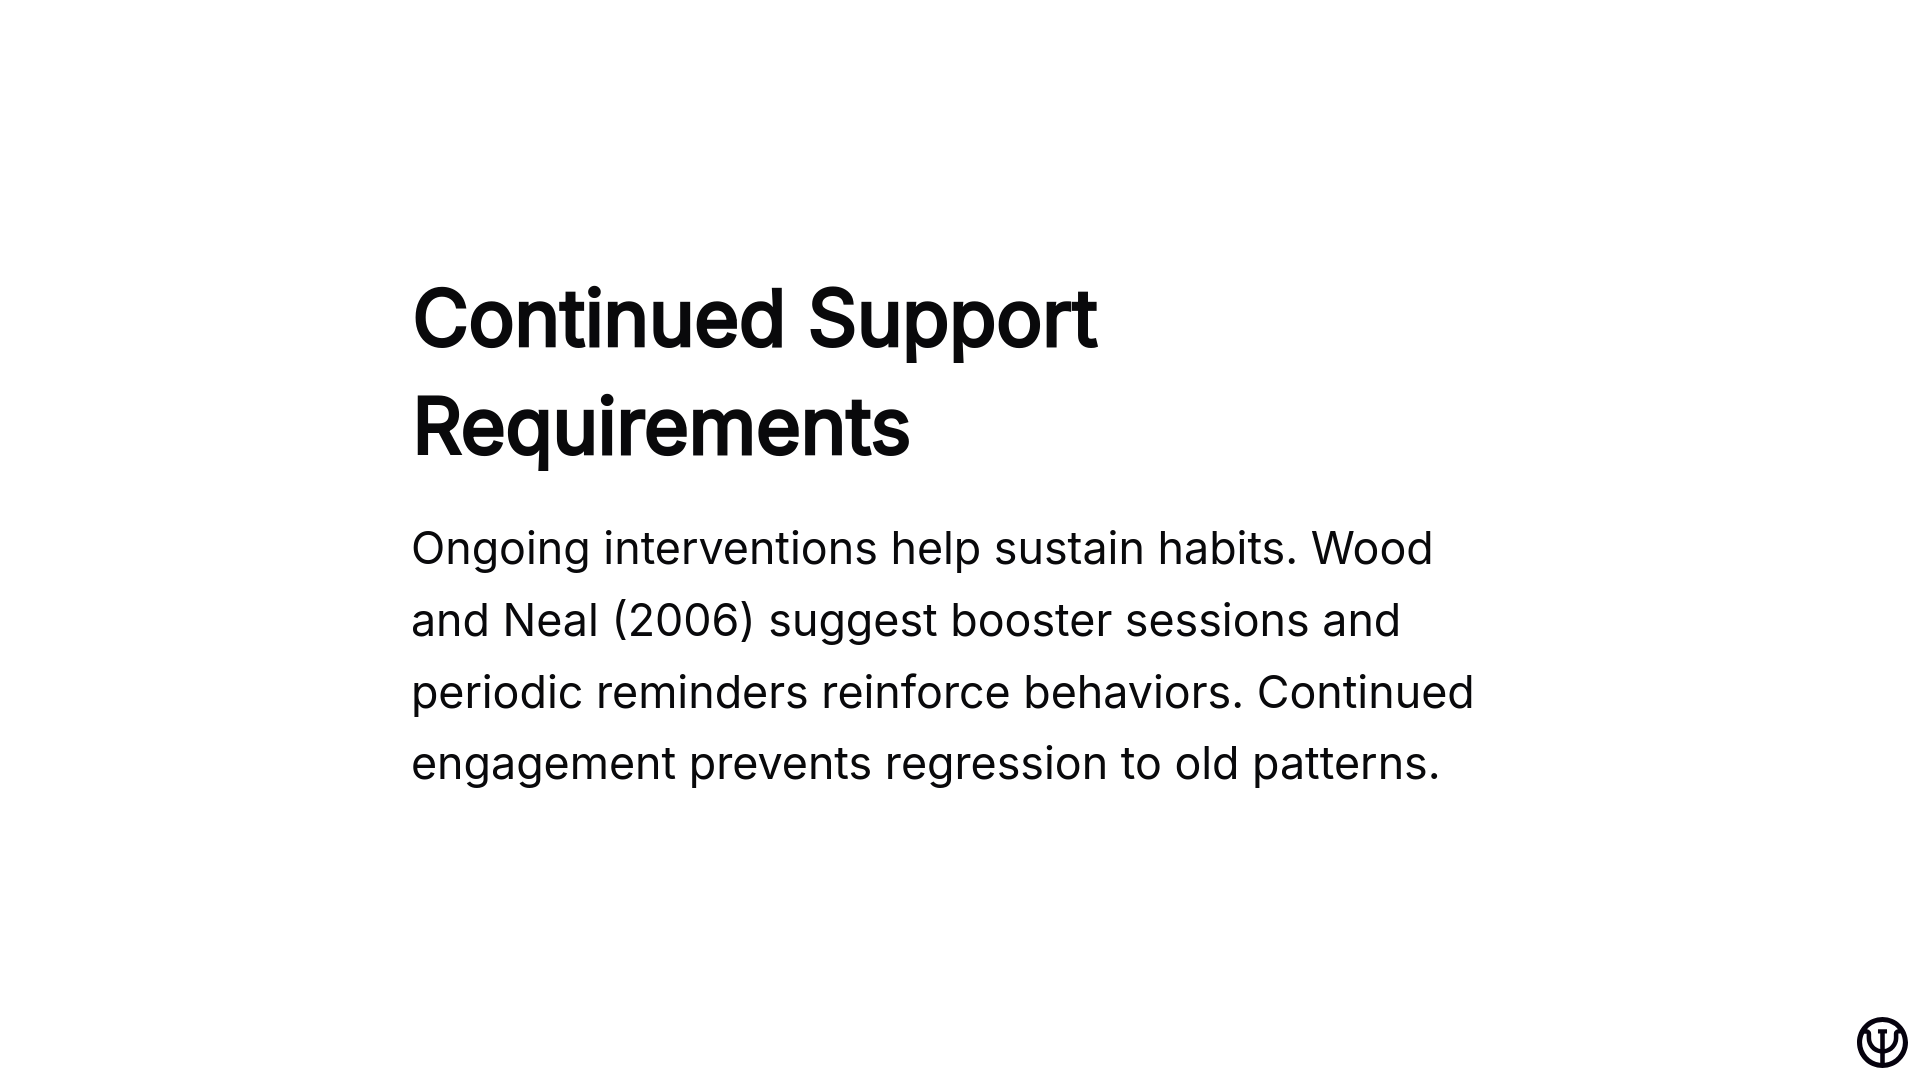 Continued Support
Requirements
Ongoing interventions help sustain habits. Wood
and Neal (2006) suggest booster sessions and
periodic reminders reinforce behaviors. Continued
engagement prevents regression to old patterns.